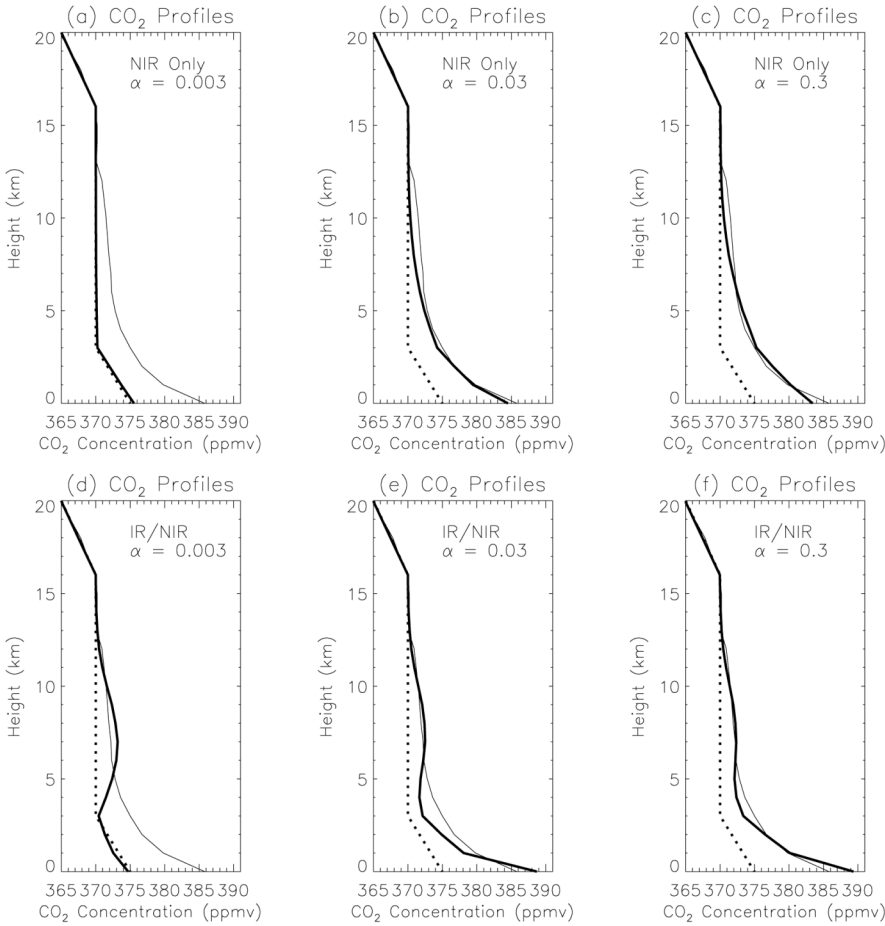 (a) CO₂ Profiles
(b) CO₂ Profiles
(c) CO₂ Profiles
NIR Only
α = 0.003
NIR Only
α = 0.03
NIR Only
α = 0.3
Height (km)
20
15
10
5
0
Height (km)
20
15
10
5
0
Height (km)
20
15
10
5
0
365 370 375 380 385 390
365 370 375 380 385 390
365 370 375 380 385 390
CO₂ Concentration (ppmv)
CO₂ Concentration (ppmv)
CO₂ Concentration (ppmv)
(d) CO₂ Profiles
(e) CO₂ Profiles
(f) CO₂ Profiles
IR/NIR
α = 0.003
IR/NIR
α = 0.03
IR/NIR
α = 0.3
Height (km)
20
15
10
5
0
Height (km)
20
15
10
5
0
Height (km)
20
15
10
5
0
365 370 375 380 385 390
365 370 375 380 385 390
365 370 375 380 385 390
CO₂ Concentration (ppmv)
CO₂ Concentration (ppmv)
CO₂ Concentration (ppmv)